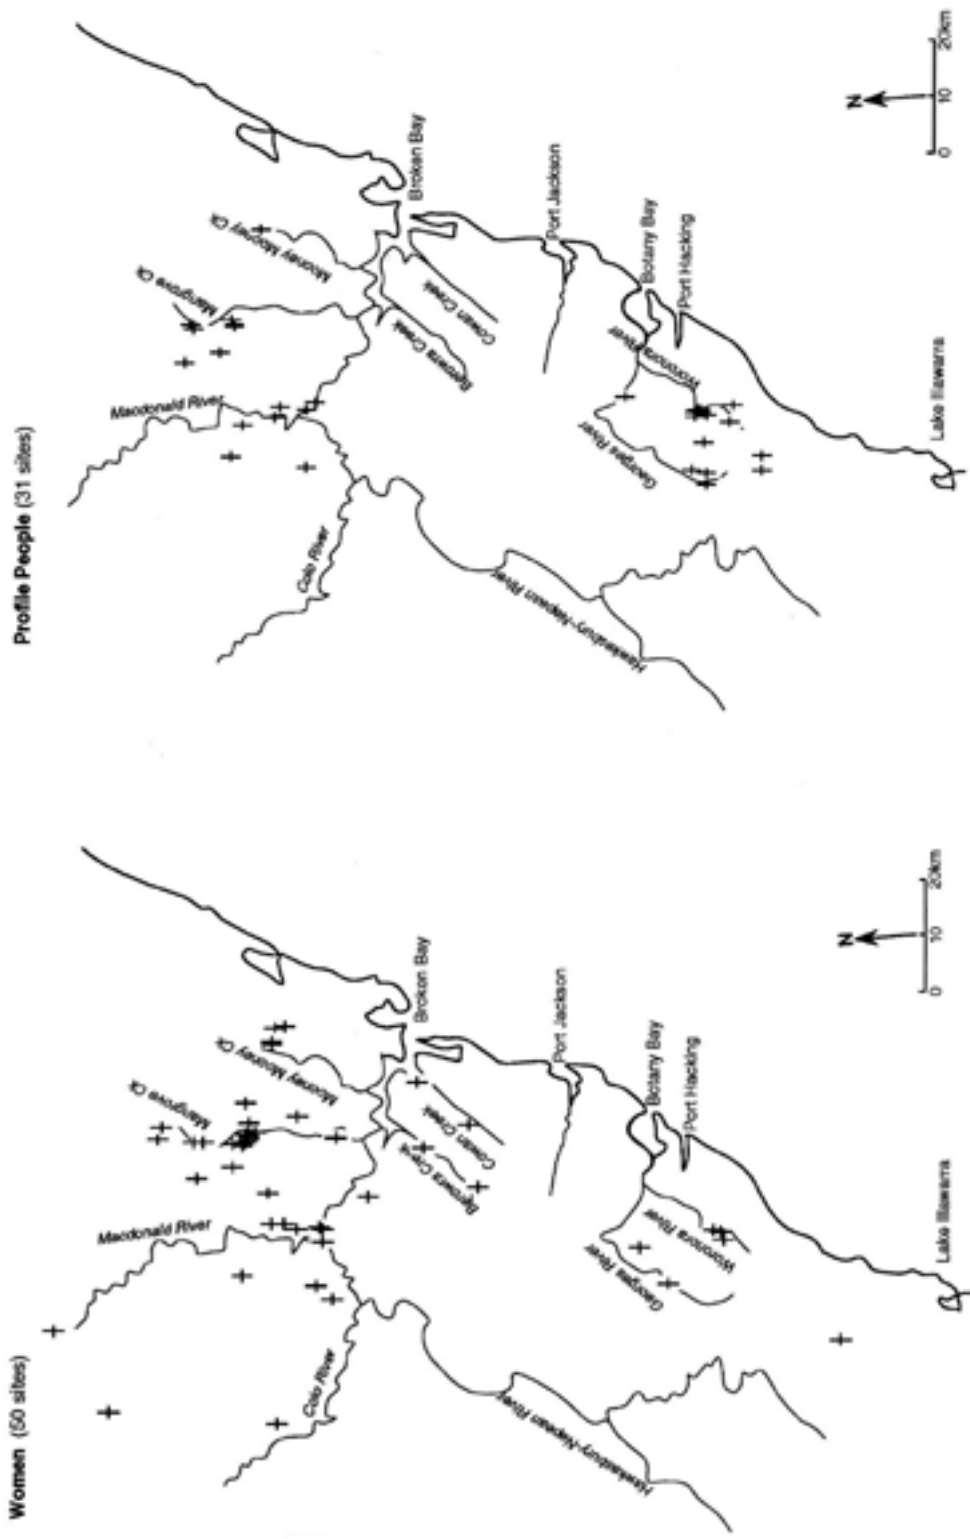 Women (50 sites)
Macdonald River
Mangrove Ck
Mooney Mooney Ck
Colo River
Broken Bay
Berowra Creek
Cowan Creek
Hawkesbury-Nepean River
Port Jackson
Georges River
Woronora River
Botany Bay
Port Hacking
Lake Illawarra
N
0 10 20km
Profile People (31 sites)
Macdonald River
Mangrove Ck
Mooney Mooney Ck
Colo River
Broken Bay
Berowra Creek
Cowan Creek
Hawkesbury-Nepean River
Port Jackson
Georges River
Woronora River
Botany Bay
Port Hacking
Lake Illawarra
N
0 10 20km